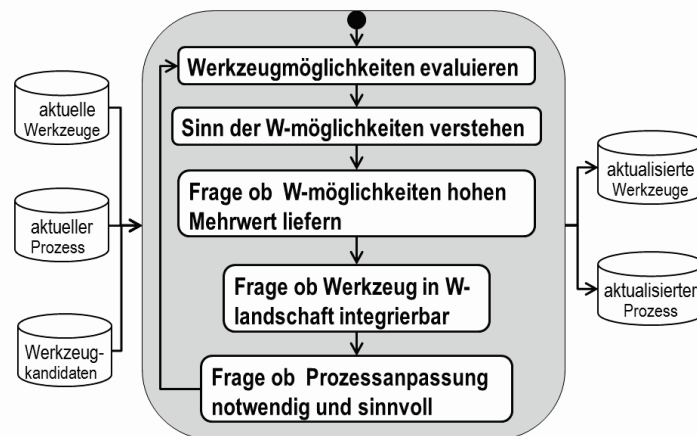 aktuelle
Werkzeuge
aktueller
Prozess
Werkzeug-
kandidaten
Werkzeugmöglichkeiten evaluieren
Sinn der W-möglichkeiten verstehen
Frage ob W-möglichkeiten hohen
Mehrwert liefern
Frage ob Werkzeug in W-
landschaft integrierbar
Frage ob Prozessanpassung
notwendig und sinnvoll
aktualisierte
Werkzeuge
aktualisierter
Prozess